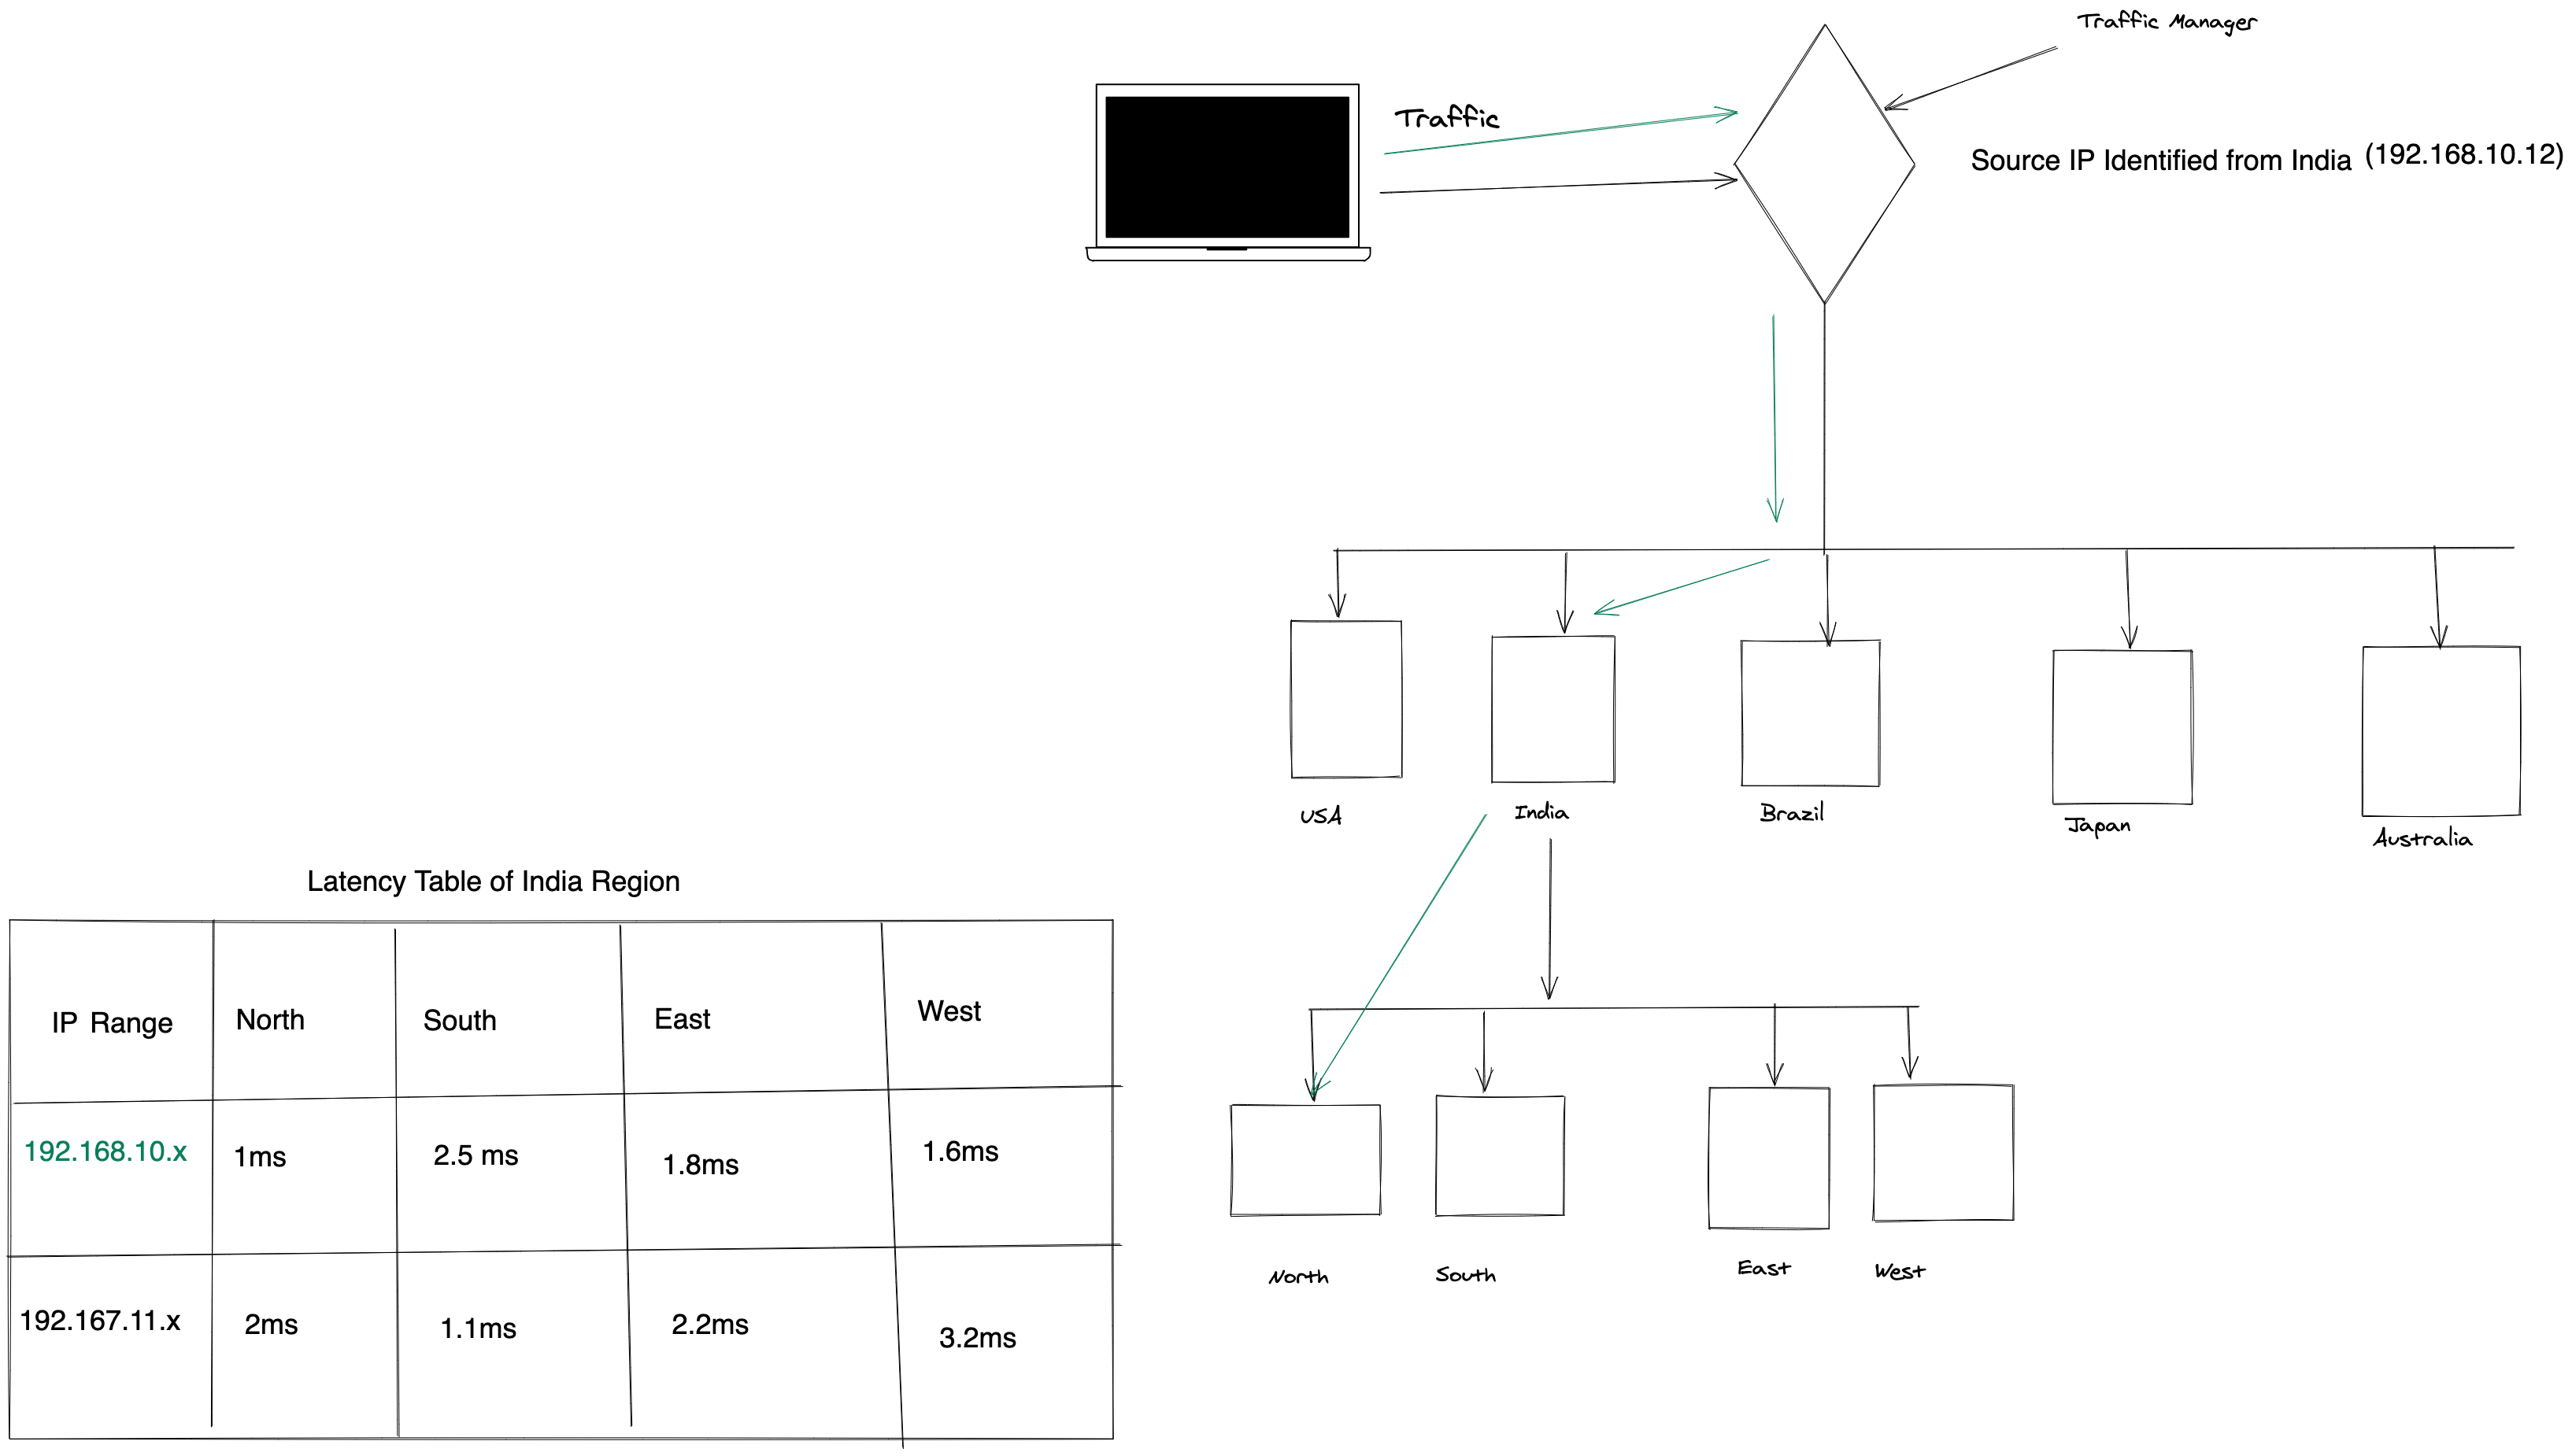 Traffic Manager
Traffic
Source IP Identified from India (192.168.10.12)
USA
India
Brazil
Japan
Australia
Latency Table of India Region
IP Range North South East West
192.168.10.x 1ms 2.5 ms 1.8ms 1.6ms
192.167.11.x 2ms 1.1ms 2.2ms 3.2ms
North
South
East
West